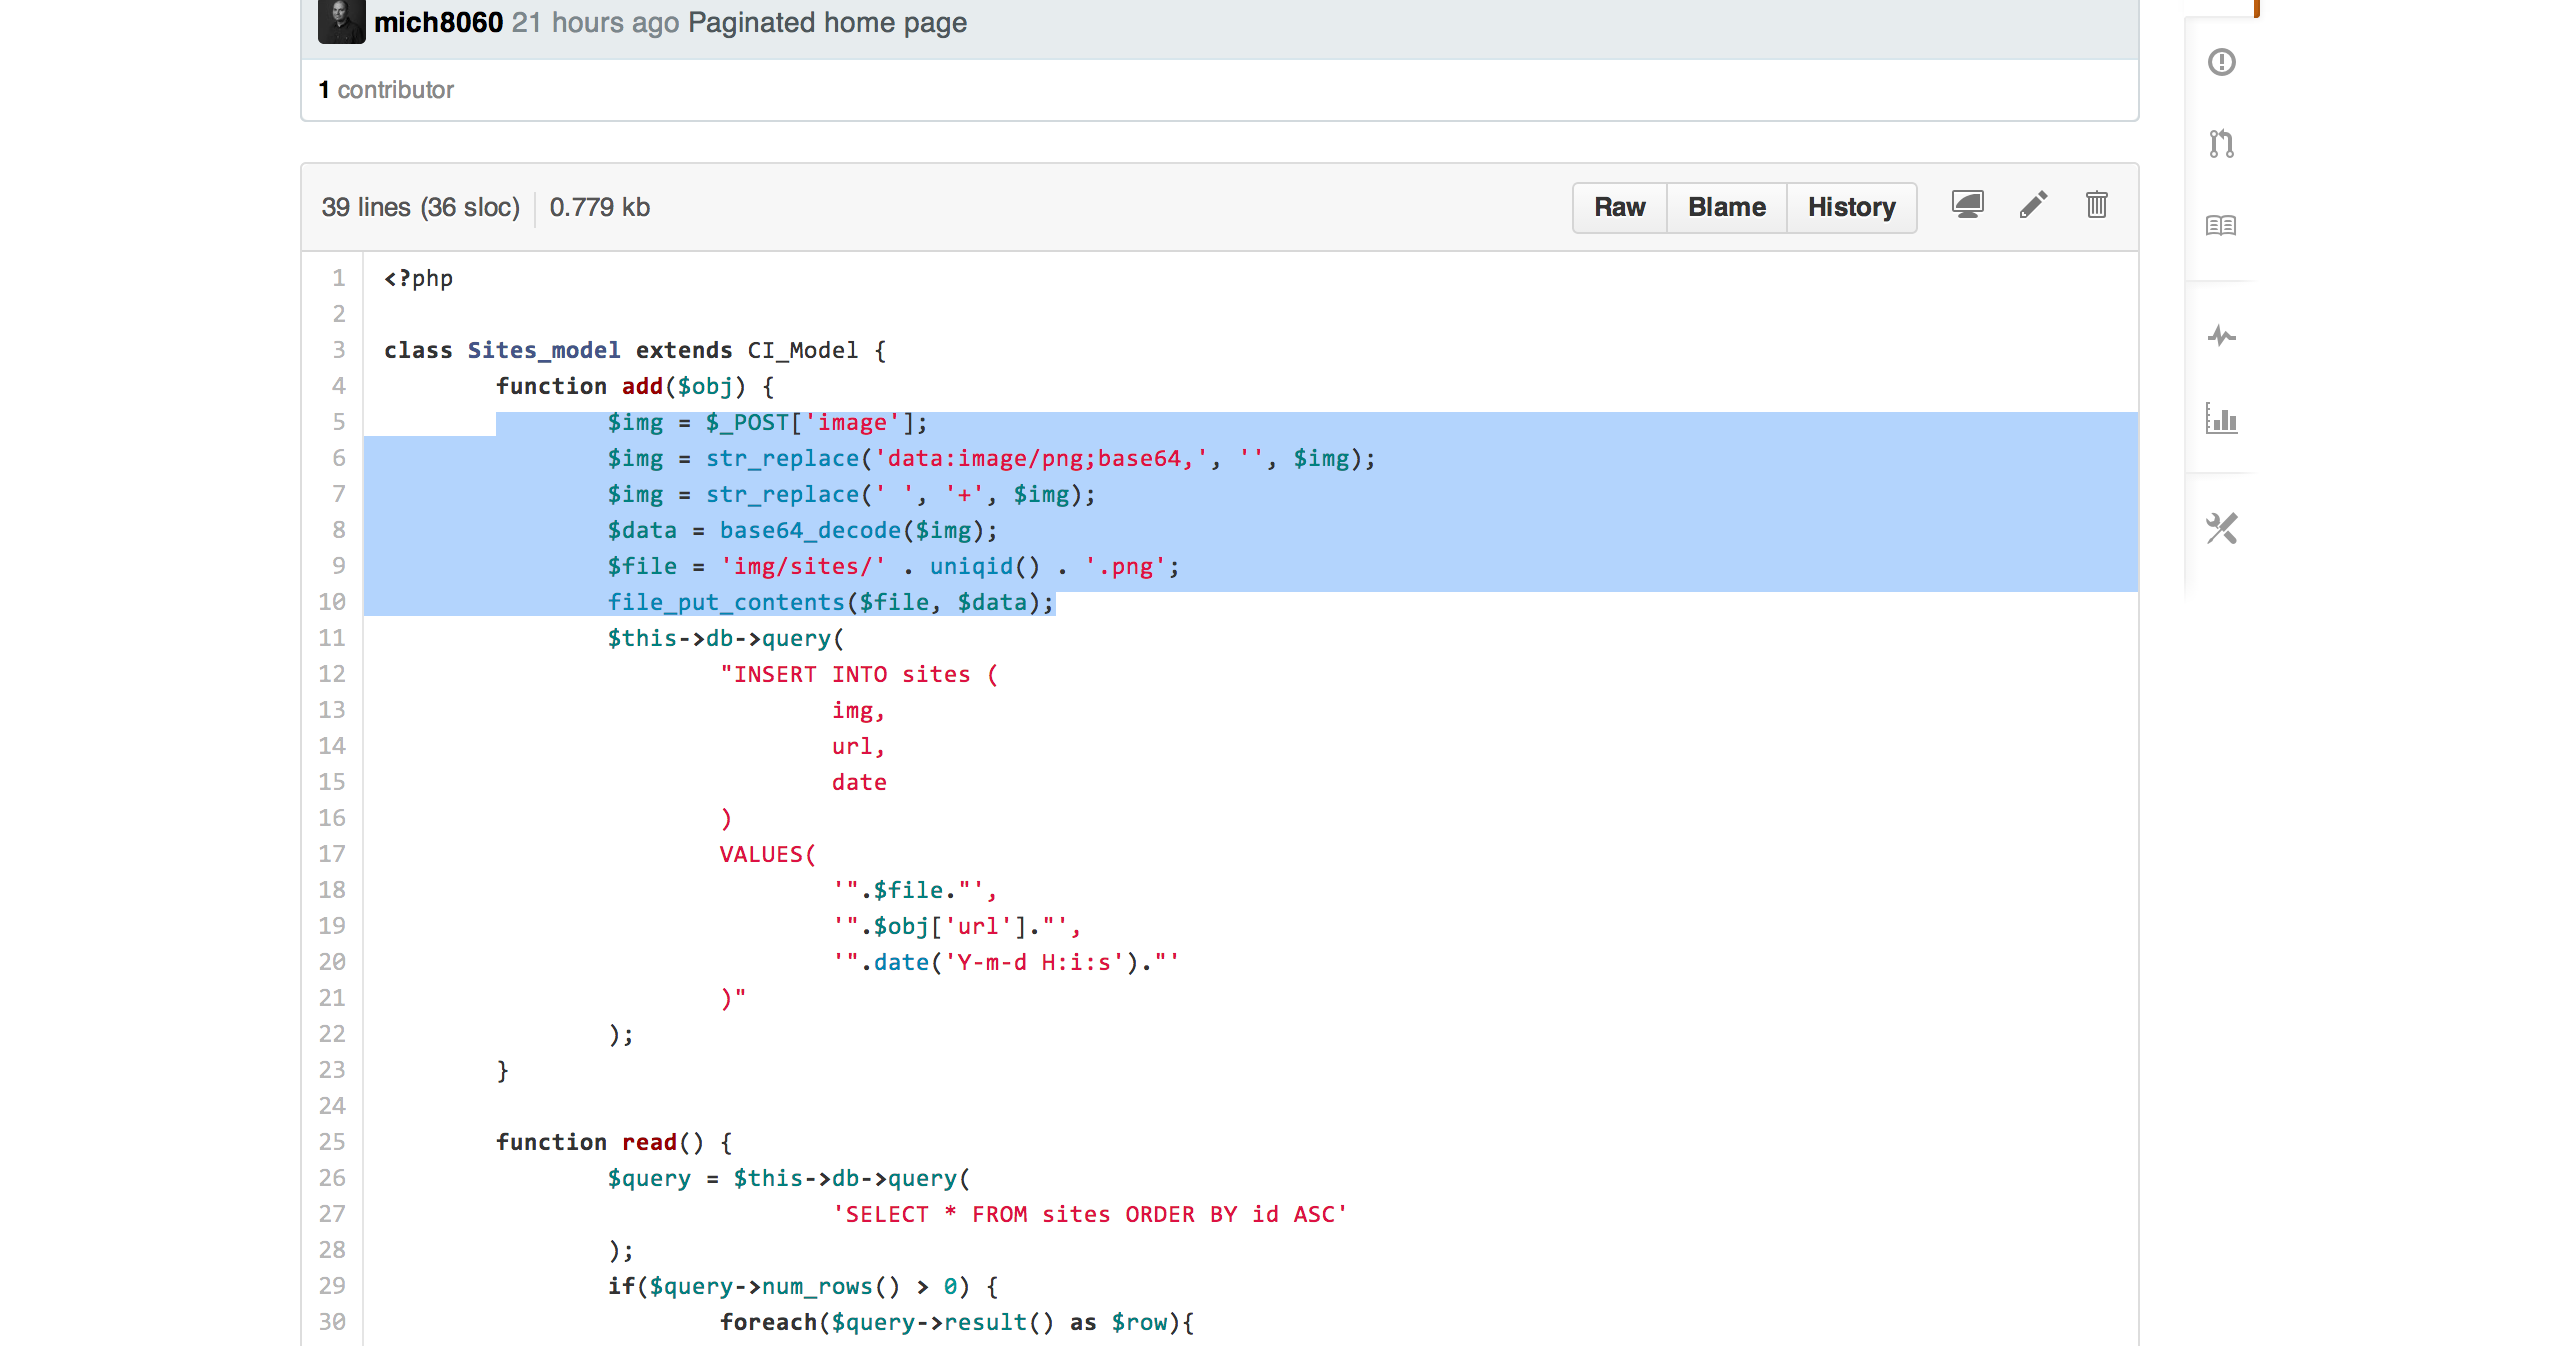 mich8060 21 hours ago Paginated home page
1 contributor
39 lines (36 sloc) 0.779 kb Raw Blame History
1 <?php
2
3 class Sites_model extends CI_Model {
4 function add($obj) {
5 $img = $_POST['image'];
6 $img = str_replace('data:image/png;base64,', '', $img);
7 $img = str_replace(' ', '+', $img);
8 $data = base64_decode($img);
9 $file = 'img/sites/' . uniqid() . '.png';
10 file_put_contents($file, $data);
11 $this->db->query(
12 "INSERT INTO sites (
13 img,
14 url,
15 date
16 )
17 VALUES(
18 '".$file."',
19 '".$obj['url']."',
20 '".date('Y-m-d H:i:s')."'
21 )"
22 );
23 }
24
25 function read() {
26 $query = $this->db->query(
27 'SELECT * FROM sites ORDER BY id ASC'
28 );
29 if($query->num_rows() > 0) {
30 foreach($query->result() as $row){